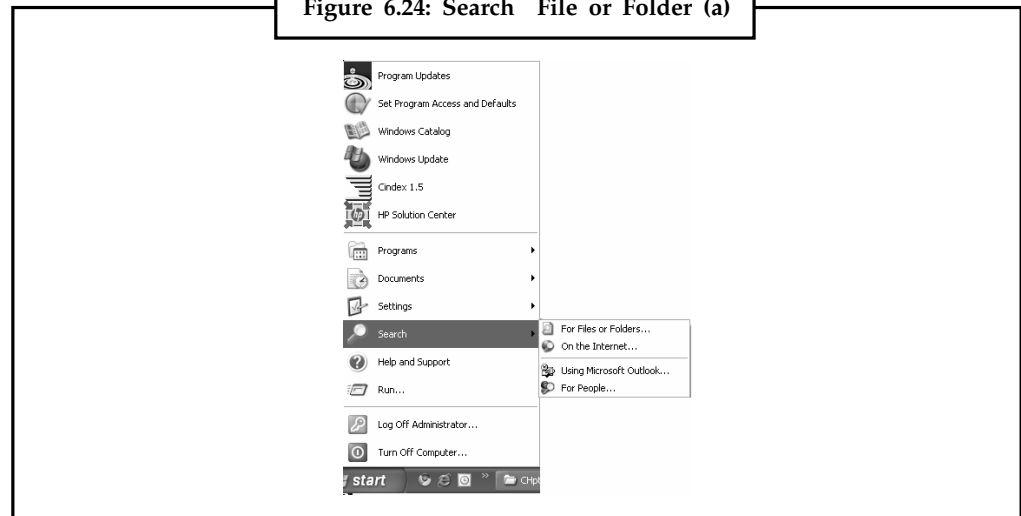 Figure 6.24: Search File or Folder (a)
Program Updates
Set Program Access and Defaults
Windows Catalog
Windows Update
Cindex 1.5
HP Solution Center
Programs
Documents
Settings
Search
For Files or Folders...
On the Internet...
Using Microsoft Outlook...
For People...
Help and Support
Run...
Log Off Administrator...
Turn Off Computer...
start